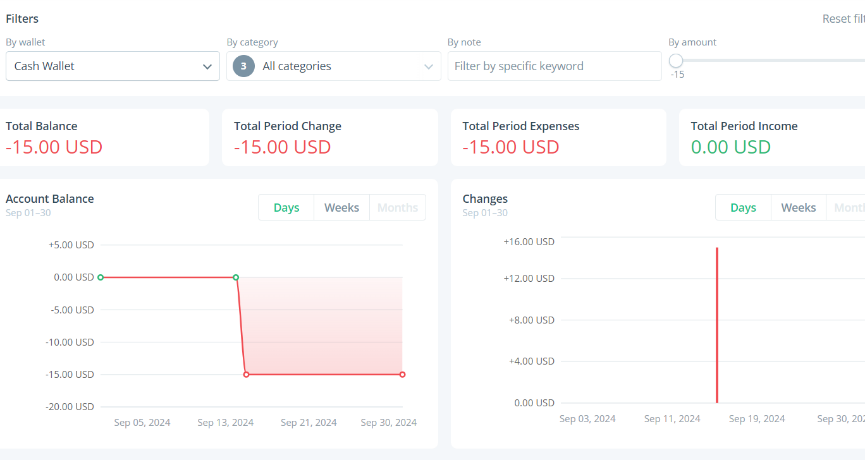 Filters
Reset filt
By wallet
By category
By note
By amount
Cash Wallet
3 All categories
Filter by specific keyword
-15
Total Balance
-15.00 USD
Total Period Change
-15.00 USD
Total Period Expenses
-15.00 USD
Total Period Income
0.00 USD
Account Balance
Sep 01–30
Days Weeks Months
+5.00 USD
0.00 USD
-5.00 USD
-10.00 USD
-15.00 USD
-20.00 USD
Sep 05, 2024 Sep 13, 2024 Sep 21, 2024 Sep 30, 2024
Changes
Sep 01–30
Days Weeks Month
+16.00 USD
+12.00 USD
+8.00 USD
+4.00 USD
0.00 USD
Sep 03, 2024 Sep 11, 2024 Sep 19, 2024 Sep 30, 202